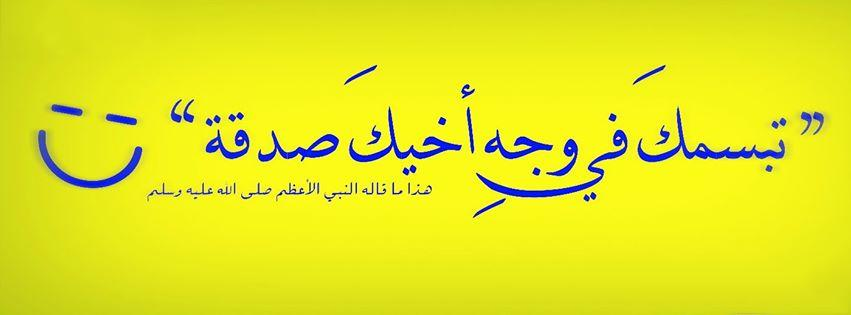 ”تبسمكَ في وجهِ أخيكَ صدقة“
هذا ما قاله النبي الأعظم صلى الله عليه وسلم